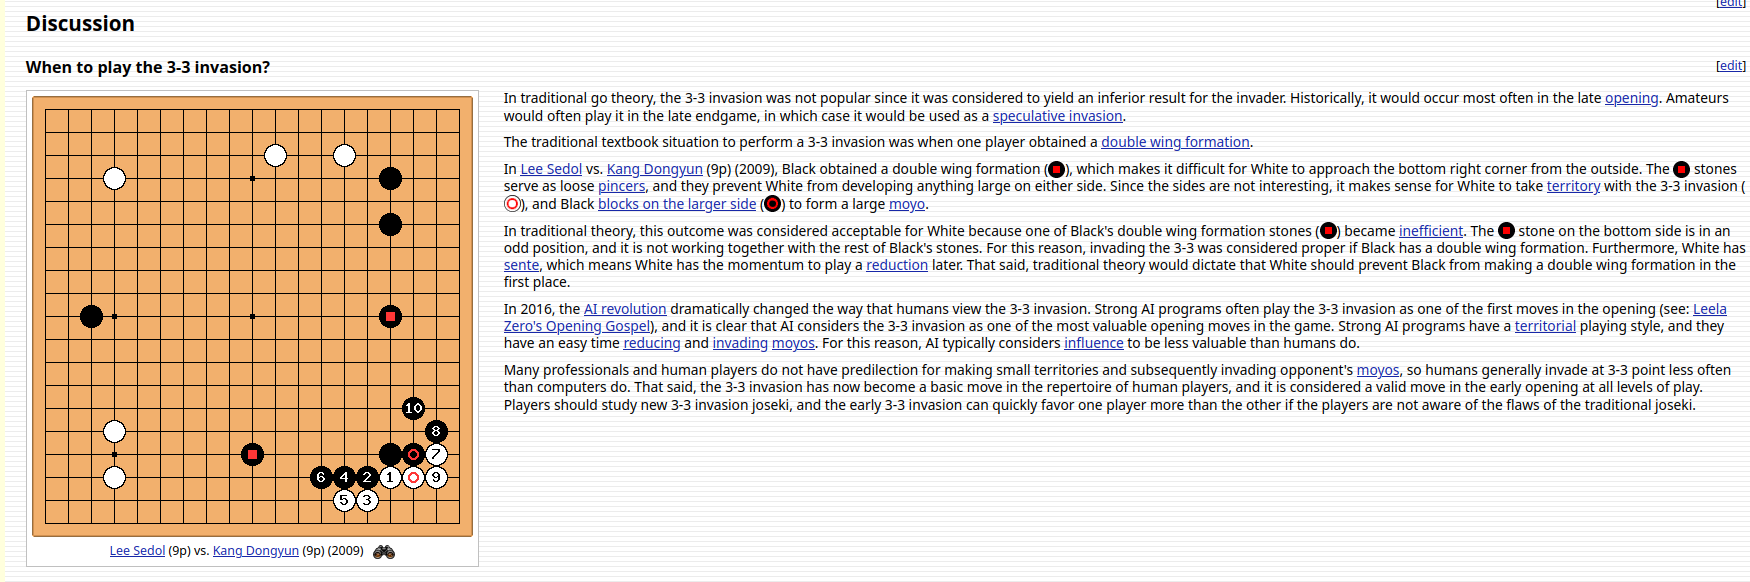 [edit]
Discussion
When to play the 3-3 invasion?
[edit]
In traditional go theory, the 3-3 invasion was not popular since it was considered to yield an inferior result for the invader. Historically, it would occur most often in the late opening. Amateurs
would often play it in the late endgame, in which case it would be used as a speculative invasion.
The traditional textbook situation to perform a 3-3 invasion was when one player obtained a double wing formation.
In Lee Sedol vs. Kang Dongyun (9p) (2009), Black obtained a double wing formation (), which makes it difficult for White to approach the bottom right corner from the outside. The stones
serve as loose pincers, and they prevent White from developing anything large on either side. Since the sides are not interesting, it makes sense for White to take territory with the 3-3 invasion (
), and Black blocks on the larger side () to form a large moyo.
In traditional theory, this outcome was considered acceptable for White because one of Black's double wing formation stones () became inefficient. The stone on the bottom side is in an
odd position, and it is not working together with the rest of Black's stones. For this reason, invading the 3-3 was considered proper if Black has a double wing formation. Furthermore, White has
sente, which means White has the momentum to play a reduction later. That said, traditional theory would dictate that White should prevent Black from making a double wing formation in the
first place.
In 2016, the AI revolution dramatically changed the way that humans view the 3-3 invasion. Strong AI programs often play the 3-3 invasion as one of the first moves in the opening (see: Leela
Zero's Opening Gospel), and it is clear that AI considers the 3-3 invasion as one of the most valuable opening moves in the game. Strong AI programs have a territorial playing style, and they
have an easy time reducing and invading moyos. For this reason, AI typically considers influence to be less valuable than humans do.
Many professionals and human players do not have predilection for making small territories and subsequently invading opponent's moyos, so humans generally invade at 3-3 point less often
than computers do. That said, the 3-3 invasion has now become a basic move in the repertoire of human players, and it is considered a valid move in the early opening at all levels of play.
Players should study new 3-3 invasion joseki, and the early 3-3 invasion can quickly favor one player more than the other if the players are not aware of the flaws of the traditional joseki.
10
8
7
6 4 2 1 9
5 3
Lee Sedol (9p) vs. Kang Dongyun (9p) (2009)